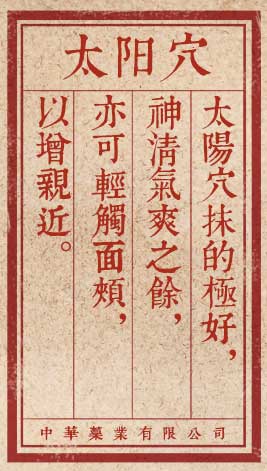 太阳穴
太陽穴抹的極好，
神清氣爽之餘，
亦可輕觸面頰，
以增親近。
中華藥業有限公司